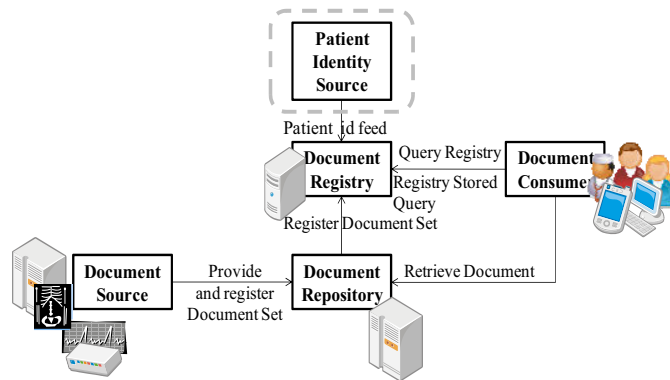 Patient
Identity
Source
Patient id feed
Document
Registry
Query Registry
Registry Stored
Query
Document
Consumer
Register Document Set
Document
Source
Provide
and register
Document Set
Document
Repository
Retrieve Document